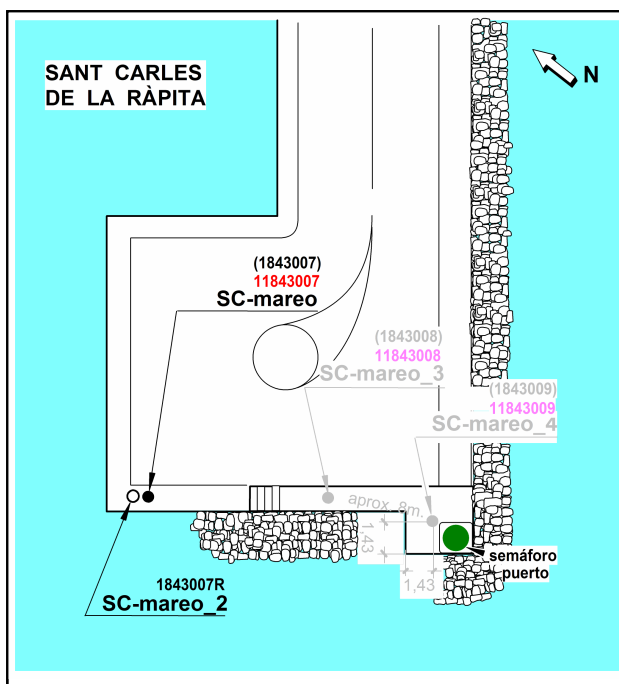 SANT CARLES
DE LA RÀPITA
N
(1843007)
11843007
SC-mareo
(1843008)
11843008
SC-mareo_3
(1843009)
11843009
SC-mareo_4
aprox. 8m.
1,43
1,43
semáforo
puerto
1843007R
SC-mareo_2